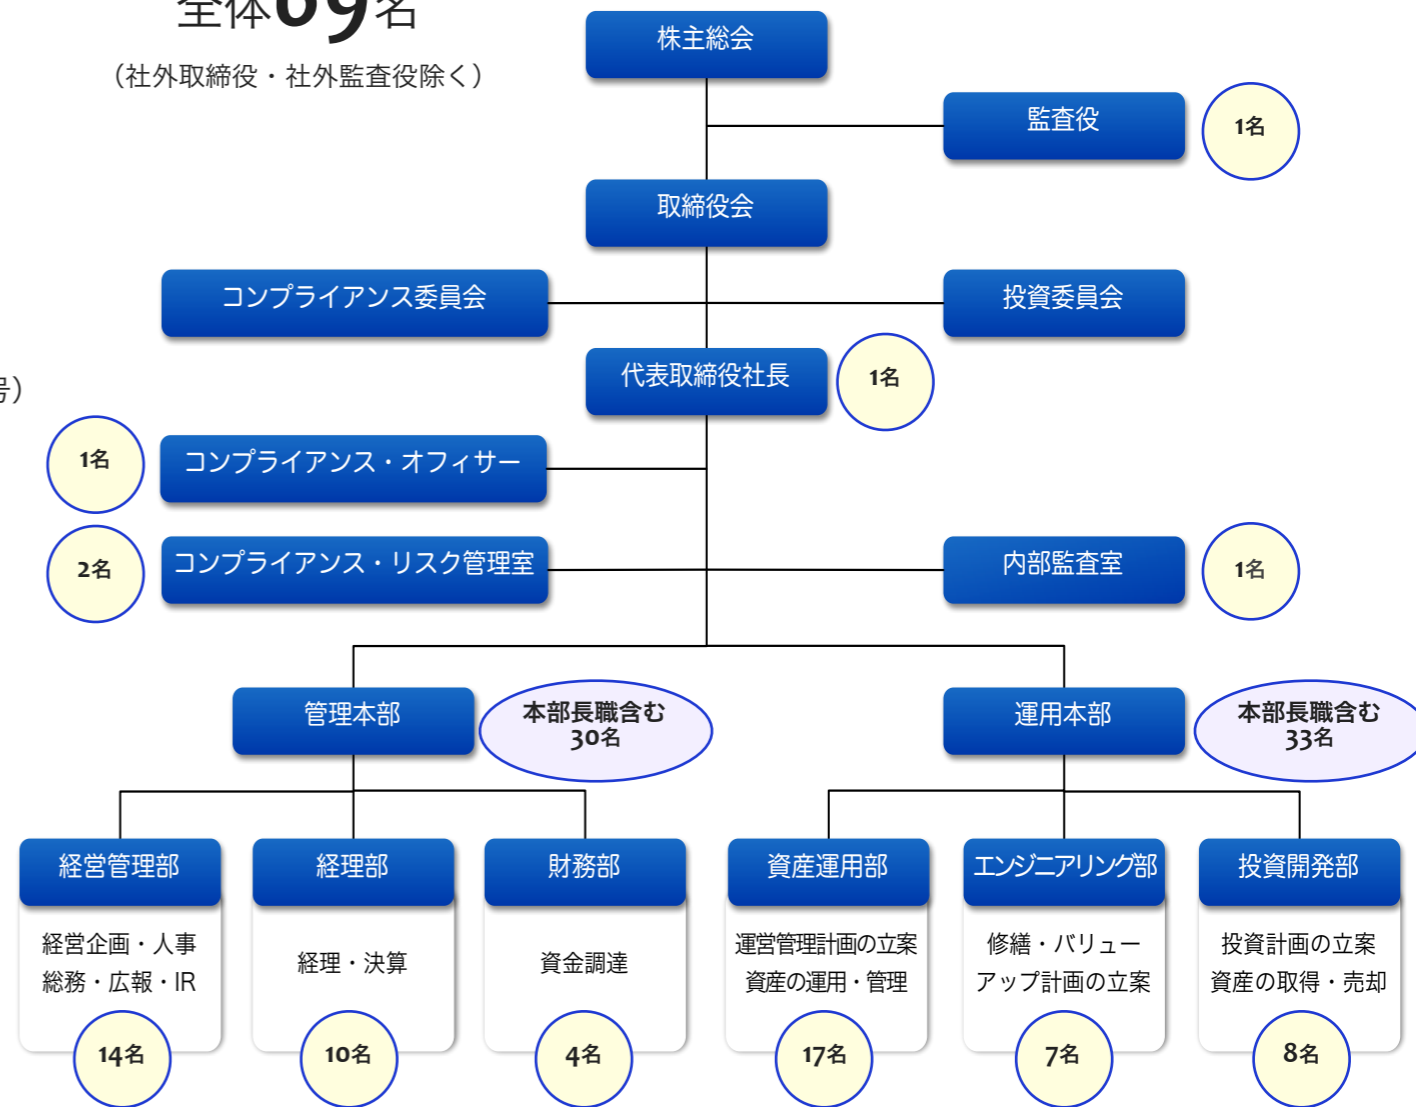 全体69名
（社外取締役・社外監査役除く）
株主総会
監査役
1名
取締役会
コンプライアンス委員会
投資委員会
代表取締役社長
1名
号）
1名
コンプライアンス・オフィサー
2名
コンプライアンス・リスク管理室
内部監査室
1名
管理本部
本部長職含む
30名
運用本部
本部長職含む
33名
経営管理部
経営企画・人事
総務・広報・IR
14名
経理部
経理・決算
10名
財務部
資金調達
4名
資産運用部
運営管理計画の立案
資産の運用・管理
17名
エンジニアリング部
修繕・バリュー
アップ計画の立案
7名
投資開発部
投資計画の立案
資産の取得・売却
8名